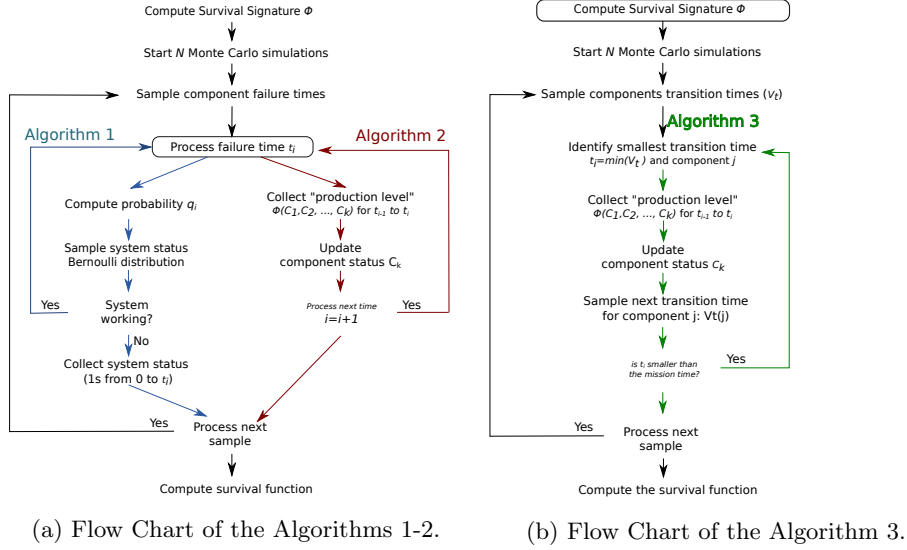 Compute Survival Signature Φ
Start N Monte Carlo simulations
Sample component failure times
Algorithm 1
Algorithm 2
Process failure time ti
Compute probability qi
Sample system status
Bernoulli distribution
Yes
System
working?
No
Collect system status
(1s from 0 to ti)
Collect "production level"
Φ(C1,C2, ..., Ck) for ti-1 to ti
Update
component status Ck
Process next time
i=i+1
Yes
Yes
Process next
sample
Compute survival function
(a) Flow Chart of the Algorithms 1-2.
Compute Survival Signature Φ
Start N Monte Carlo simulations
Sample components transition times (vt)
Algorithm 3
Identify smallest transition time
ti=min(Vt) and component j
Collect "production level"
Φ(C1,C2, ..., Ck) for ti-1 to ti
Update
component status Ck
Sample next transition time
for component j: Vt(j)
is ti smaller than
the mission time?
Yes
Yes
Process next
sample
Compute the survival function
(b) Flow Chart of the Algorithm 3.